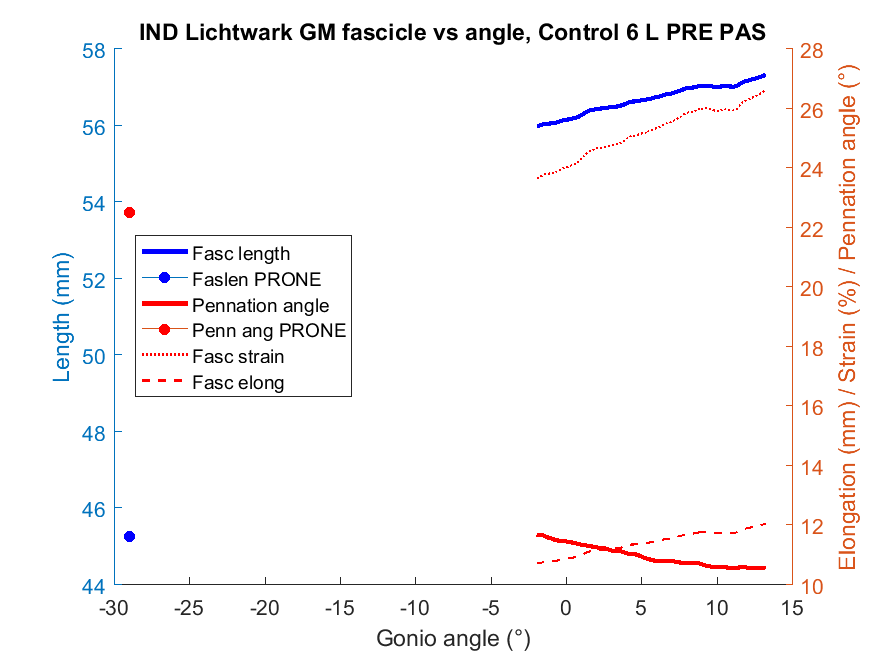 IND Lichtwark GM fascicle vs angle, Control 6 L PRE PAS
58
56
54
52
50
48
46
44
Length (mm)
28
26
24
22
20
18
16
14
12
10
Elongation (mm) / Strain (%) / Pennation angle (°)
Fasc length
Faslen PRONE
Pennation angle
Penn ang PRONE
Fasc strain
Fasc elong
-30 -25 -20 -15 -10 -5 0 5 10 15
Gonio angle (°)